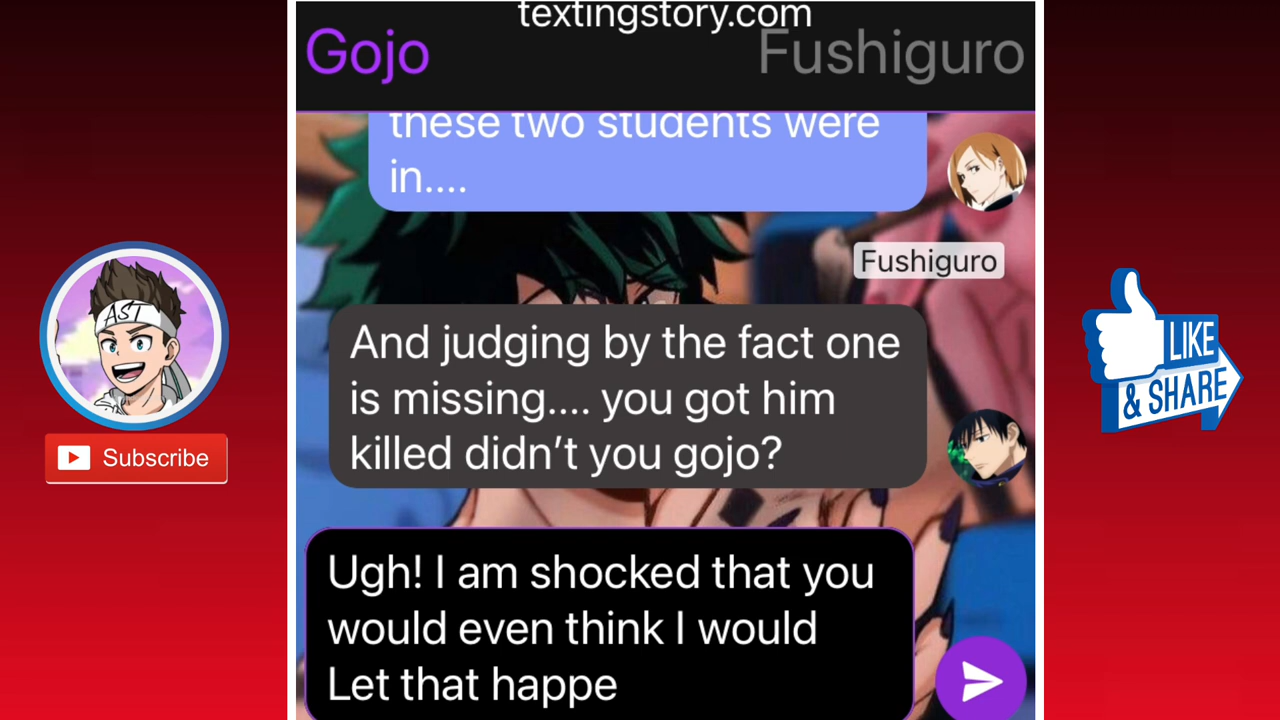 textingstory.com
Gojo
Fushiguro
these two students were
in....
Fushiguro
And judging by the fact one
is missing.... you got him
killed didn’t you gojo?
Ugh! I am shocked that you
would even think I would
Let that happe
AST
Subscribe
LIKE
& SHARE